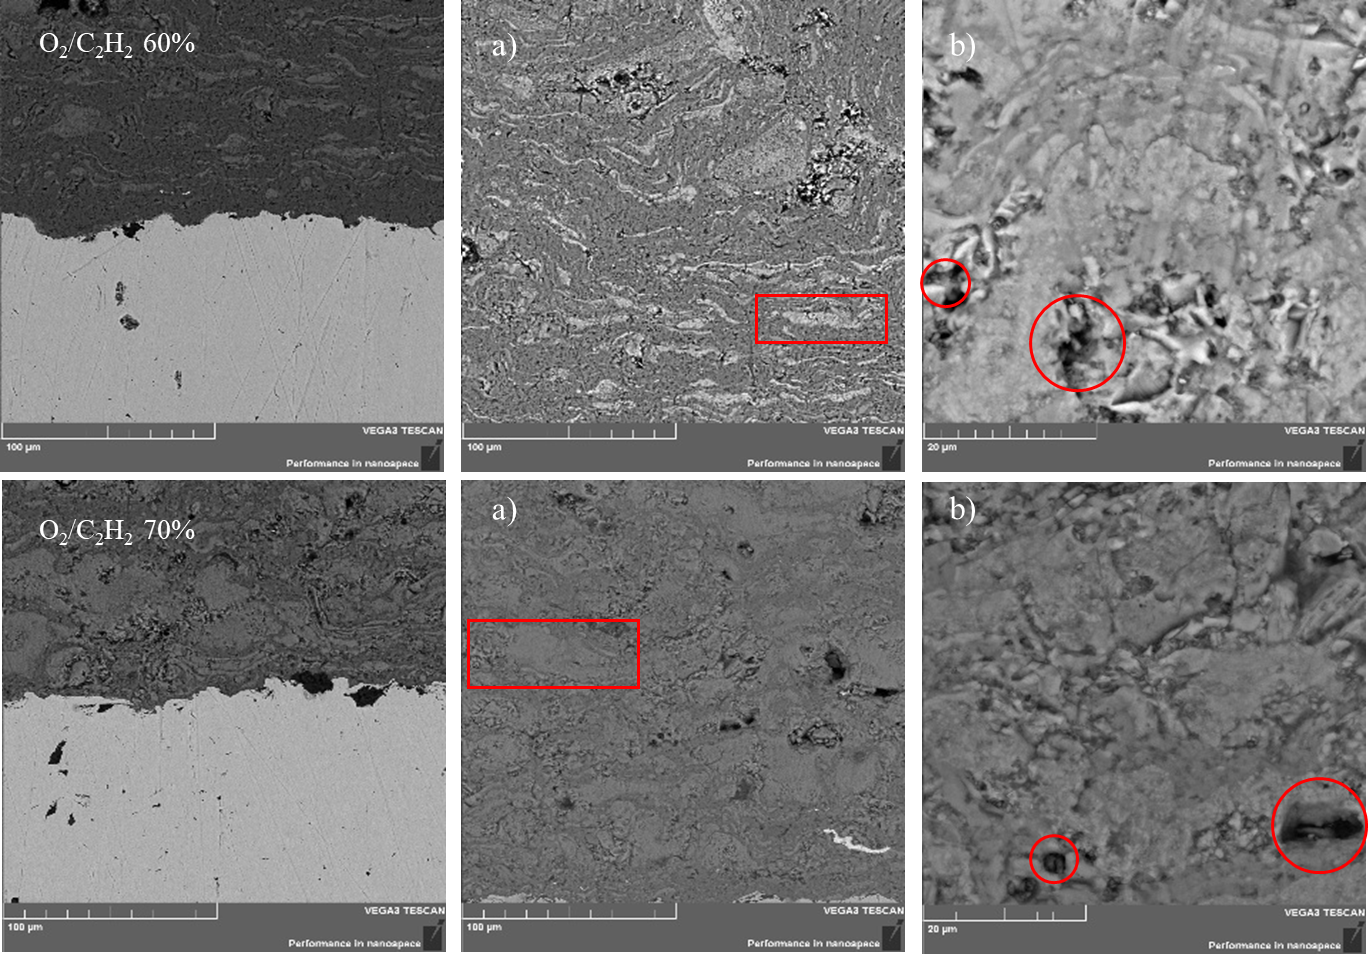 O₂/C₂H₂ 60%
a)
b)
VEGA3 TESCAN
100 µm
Performance in nanospace
VEGA3 TESCAN
100 µm
Performance in nanospace
VEGA3 TESCAN
20 µm
Performance in nanospace
O₂/C₂H₂ 70%
a)
b)
VEGA3 TESCAN
100 µm
Performance in nanospace
VEGA3 TESCAN
100 µm
Performance in nanospace
VEGA3 TESCAN
20 µm
Performance in nanospace